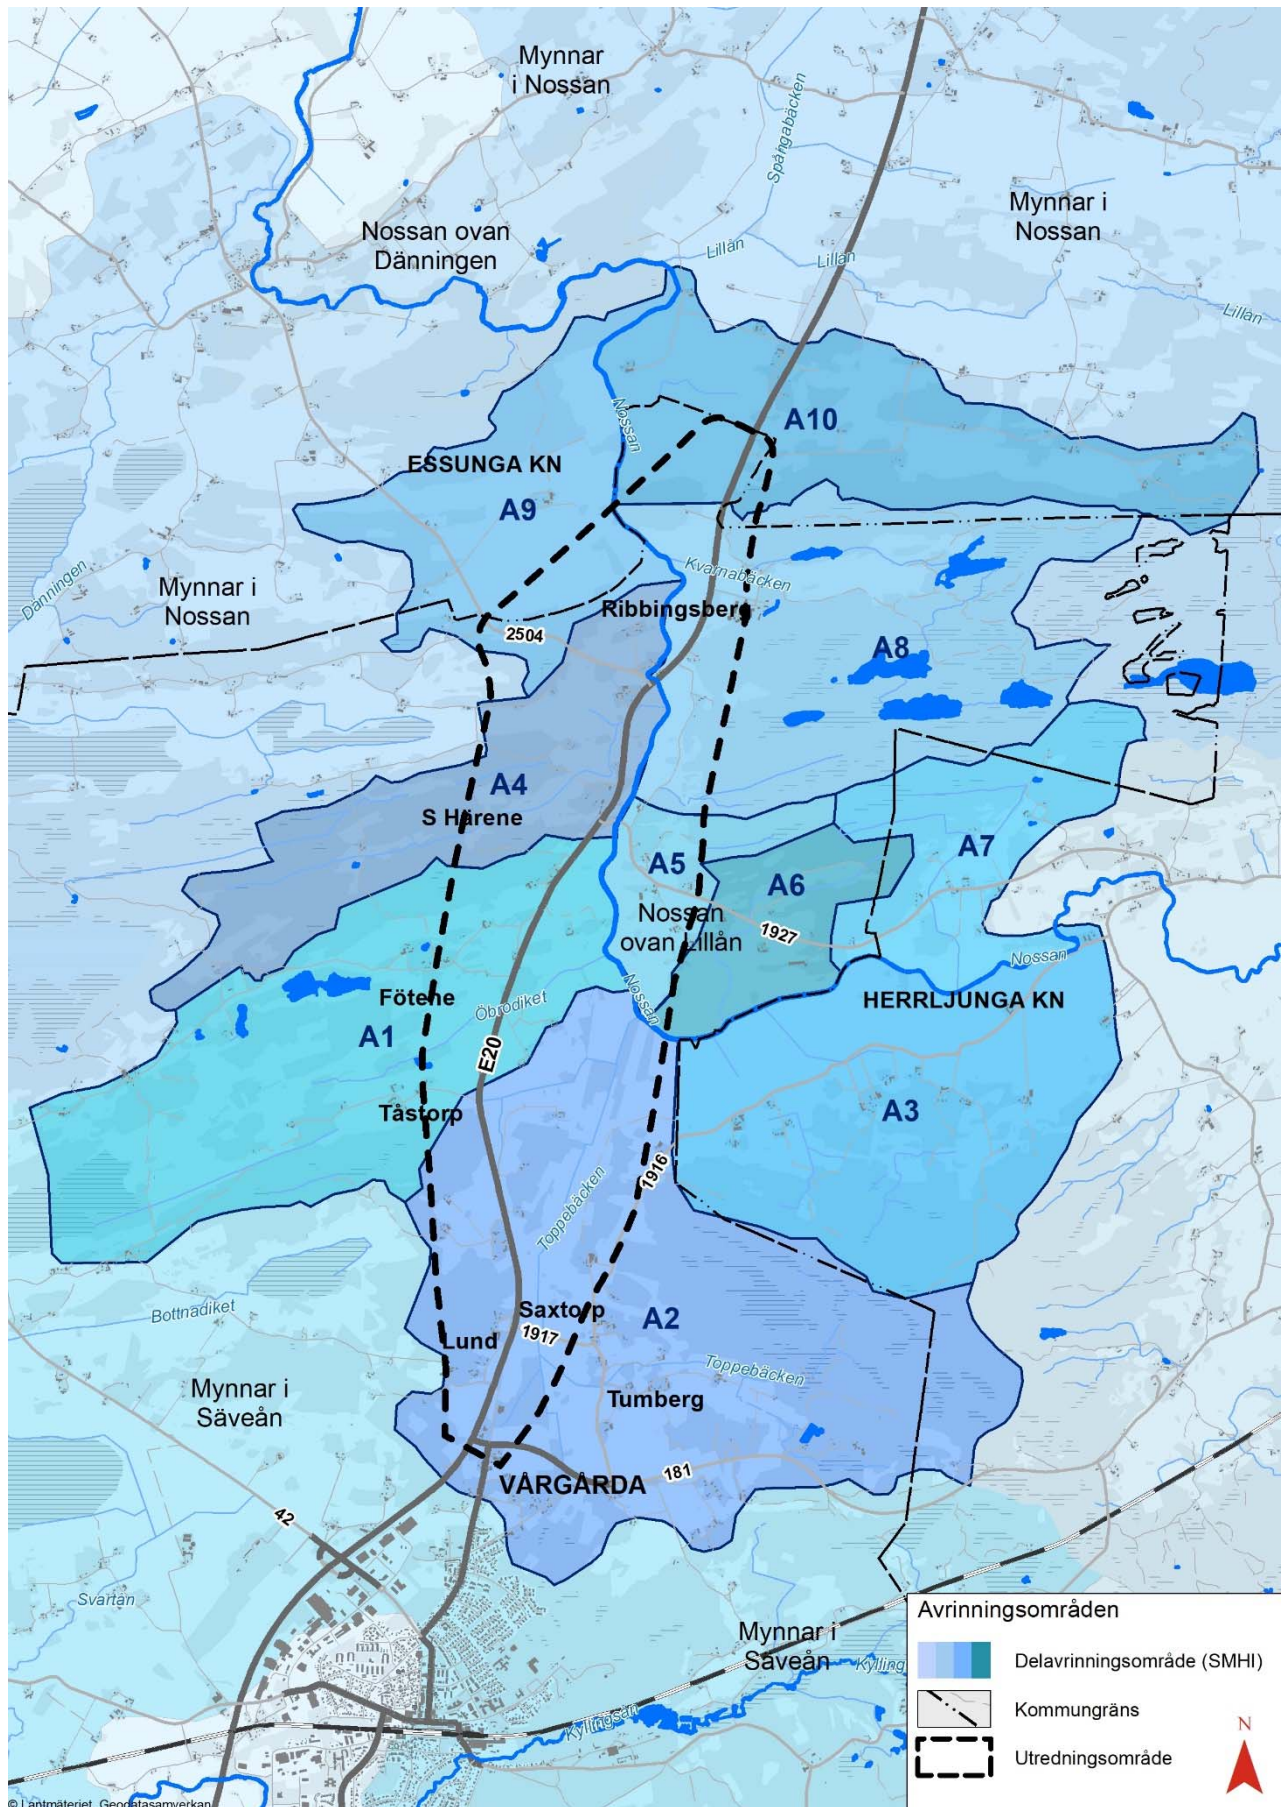 Mynnar
i Nossan
Spångabäcken
Mynnar i
Nossan
Nossan ovan
Dänningen
Lillån
Lillån
Lillån
Nossan
A10
ESSUNGA KN
A9
Kvarnabäcken
Dänningen
Mynnar i
Nossan
Ribbingsberg
2504
A8
A4
S Härene
A5
A6
A7
Nossan
ovan Lillån
1927
Nossan
Nossan
HERRLJUNGA KN
Fötene
Öbrodiket
A1
E20
Tåstorp
A3
1916
Toppebäcken
Bottnadiket
Saxtorp
A2
1917
Lund
Toppebäcken
Mynnar i
Säveån
Tumberg
181
VÅRGÅRDA
42
Svartån
Mynnar i
Säveån
Kylling
Kyllingsån
Avrinningsområden
Delavrinningsområde (SMHI)
Kommungräns
Utredningsområde
N
© Lantmäteriet, Geodatasamverkan